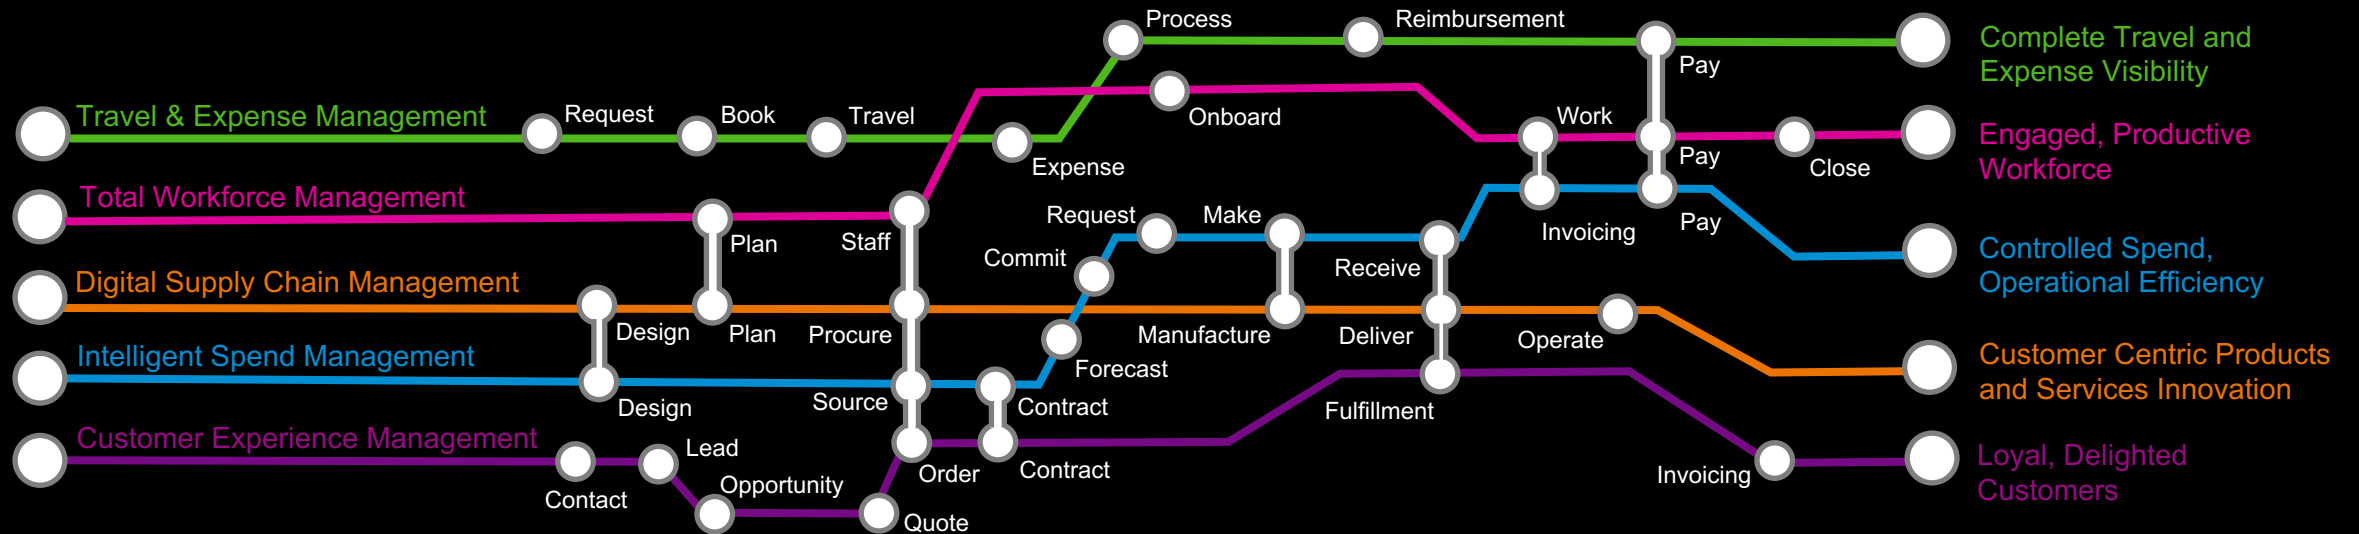 Travel & Expense Management
Request
Book
Travel
Expense
Process
Reimbursement
Pay
Complete Travel and
Expense Visibility
Total Workforce Management
Plan
Staff
Onboard
Work
Pay
Close
Engaged, Productive
Workforce
Digital Supply Chain Management
Design
Plan
Procure
Manufacture
Deliver
Operate
Customer Centric Products
and Services Innovation
Intelligent Spend Management
Design
Source
Contract
Forecast
Commit
Request
Make
Receive
Invoicing
Pay
Controlled Spend,
Operational Efficiency
Customer Experience Management
Contact
Lead
Opportunity
Quote
Order
Contract
Fulfillment
Invoicing
Loyal, Delighted
Customers